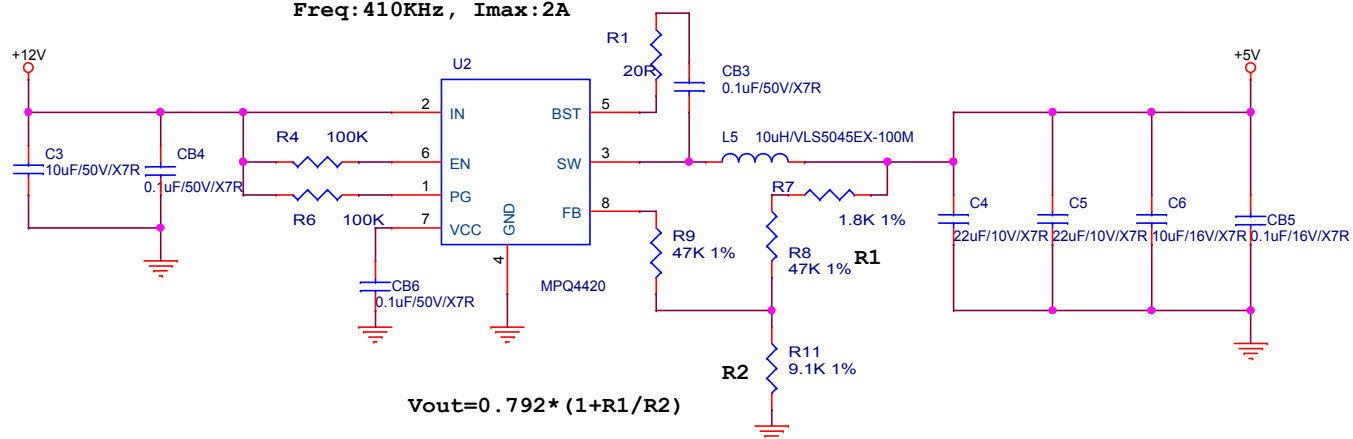 Freq:410KHz, Imax:2A
+12V
C3
10uF/50V/X7R
CB4
0.1uF/50V/X7R
R4 100K
R6 100K
U2
2 IN
6 EN
1 PG
7 VCC
GND
4
BST 5
SW 3
FB 8
MPQ4420
CB6
0.1uF/50V/X7R
R1
20R
CB3
0.1uF/50V/X7R
L5 10uH/VLS5045EX-100M
R7
1.8K 1%
R9
47K 1%
R8
47K 1%
R1
R11
9.1K 1%
R2
+5V
C4
22uF/10V/X7R
C5
22uF/10V/X7R
C6
10uF/16V/X7R
CB5
0.1uF/16V/X7R
Vout=0.792*(1+R1/R2)